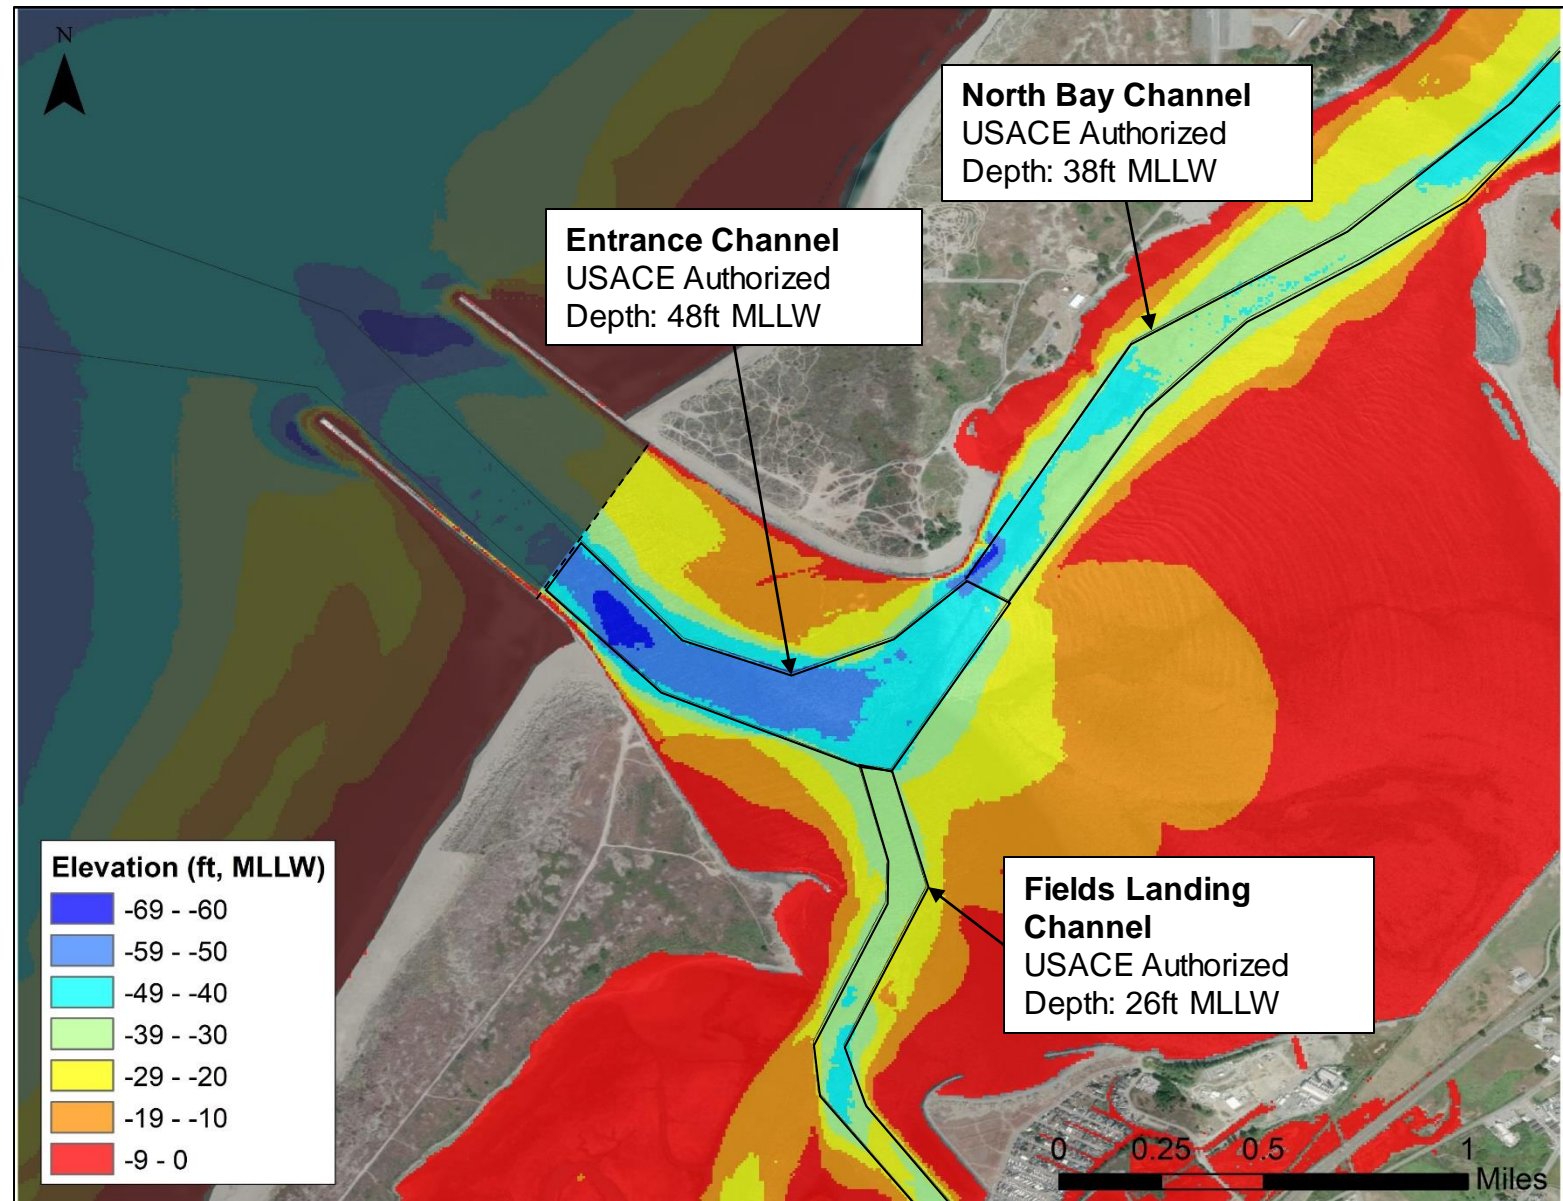 N
North Bay Channel
USACE Authorized
Depth: 38ft MLLW
Entrance Channel
USACE Authorized
Depth: 48ft MLLW
Fields Landing
Channel
USACE Authorized
Depth: 26ft MLLW
Elevation (ft, MLLW)
-69 - -60
-59 - -50
-49 - -40
-39 - -30
-29 - -20
-19 - -10
-9 - 0
0 0.25 0.5 1
Miles